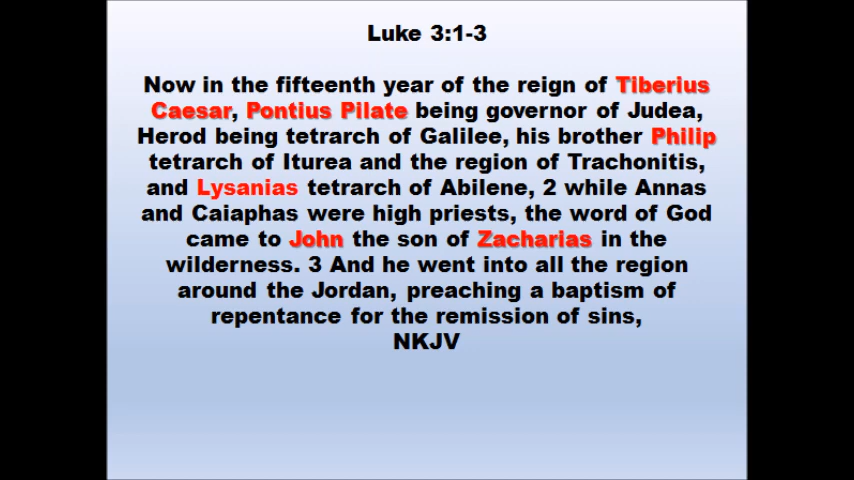 Luke 3:1-3
Now in the fifteenth year of the reign of Tiberius
Caesar, Pontius Pilate being governor of Judea,
Herod being tetrarch of Galilee, his brother Philip
tetrarch of Iturea and the region of Trachonitis,
and Lysanias tetrarch of Abilene, 2 while Annas
and Caiaphas were high priests, the word of God
came to John the son of Zacharias in the
wilderness. 3 And he went into all the region
around the Jordan, preaching a baptism of
repentance for the remission of sins,
NKJV